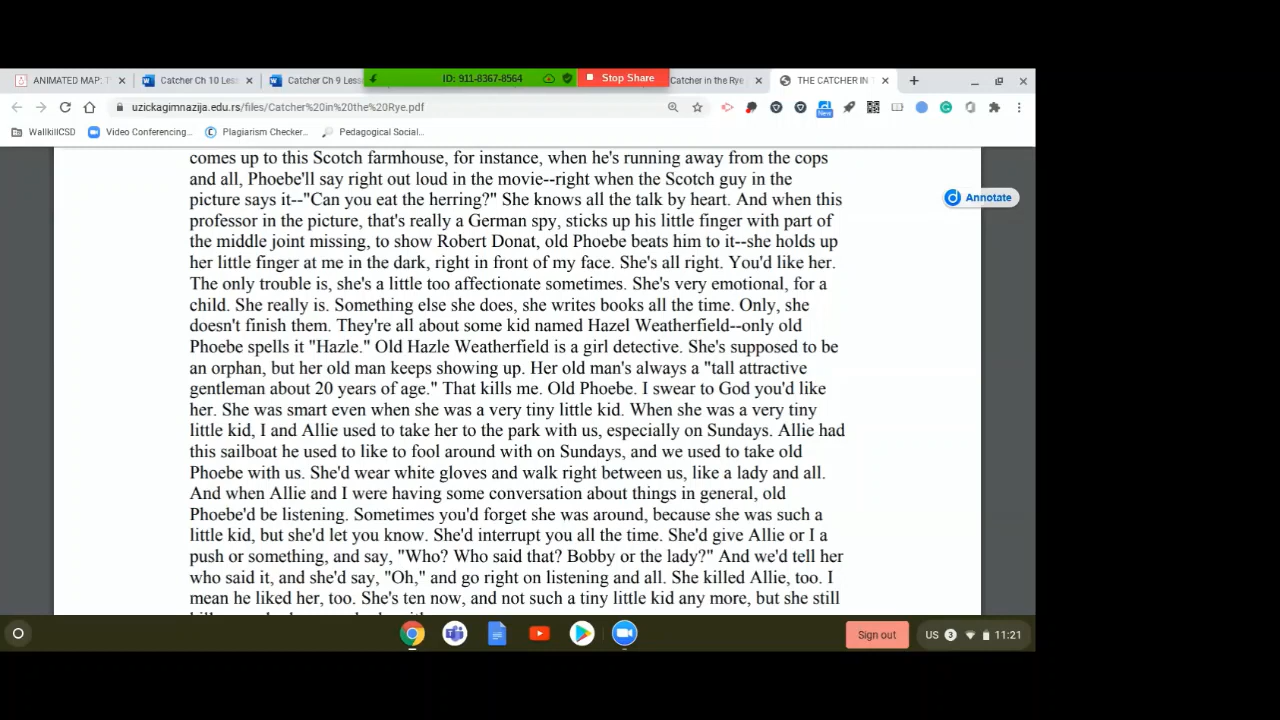 ANIMATED MAP: T
Catcher Ch 10 Less
Catcher Ch 9 Less
ID: 911-8367-8564
Stop Share
Catcher in the Rye
THE CATCHER IN T
uzickagimnazija.edu.rs/files/Catcher%20in%20the%20Rye.pdf
New
WallkillCSD
Video Conferencing...
Plagiarism Checker...
Pedagogical Social...
comes up to this Scotch farmhouse, for instance, when he's running away from the cops
and all, Phoebe'll say right out loud in the movie--right when the Scotch guy in the
picture says it--"Can you eat the herring?" She knows all the talk by heart. And when this
professor in the picture, that's really a German spy, sticks up his little finger with part of
the middle joint missing, to show Robert Donat, old Phoebe beats him to it--she holds up
her little finger at me in the dark, right in front of my face. She's all right. You'd like her.
The only trouble is, she's a little too affectionate sometimes. She's very emotional, for a
child. She really is. Something else she does, she writes books all the time. Only, she
doesn't finish them. They're all about some kid named Hazel Weatherfield--only old
Phoebe spells it "Hazle." Old Hazle Weatherfield is a girl detective. She's supposed to be
an orphan, but her old man keeps showing up. Her old man's always a "tall attractive
gentleman about 20 years of age." That kills me. Old Phoebe. I swear to God you'd like
her. She was smart even when she was a very tiny little kid. When she was a very tiny
little kid, I and Allie used to take her to the park with us, especially on Sundays. Allie had
this sailboat he used to like to fool around with on Sundays, and we used to take old
Phoebe with us. She'd wear white gloves and walk right between us, like a lady and all.
And when Allie and I were having some conversation about things in general, old
Phoebe'd be listening. Sometimes you'd forget she was around, because she was such a
little kid, but she'd let you know. She'd interrupt you all the time. She'd give Allie or I a
push or something, and say, "Who? Who said that? Bobby or the lady?" And we'd tell her
who said it, and she'd say, "Oh," and go right on listening and all. She killed Allie, too. I
mean he liked her, too. She's ten now, and not such a tiny little kid any more, but she still
Annotate
Sign out
US 3 11:21